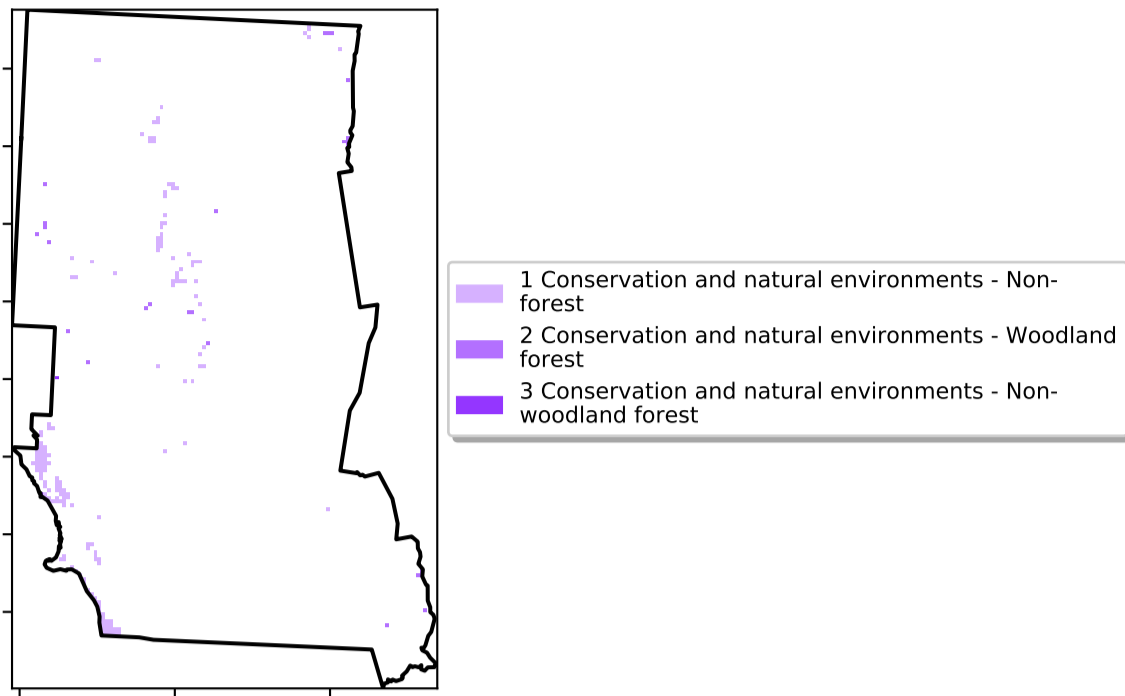 1 Conservation and natural environments - Non-
forest
2 Conservation and natural environments - Woodland
forest
3 Conservation and natural environments - Non-
woodland forest